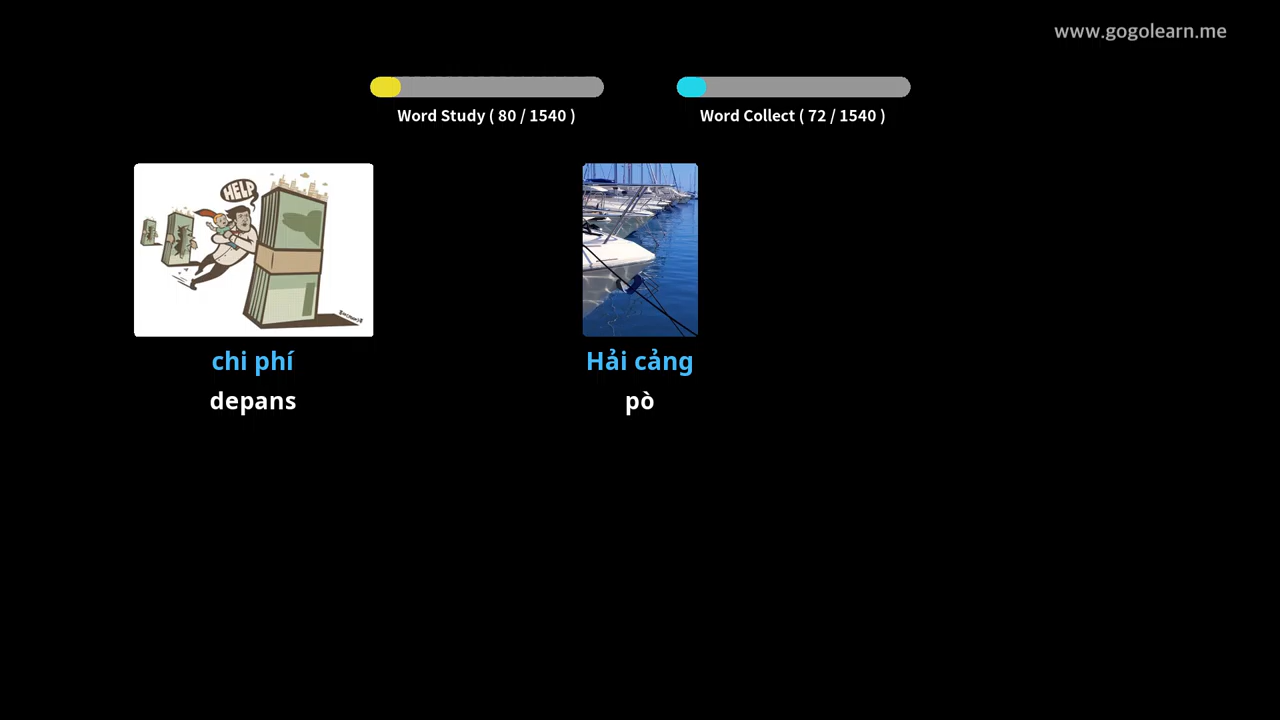 www.gogolearn.me
Word Study ( 80 / 1540 )
Word Collect ( 72 / 1540 )
HELP
chi phí
depans
Hải cảng
pò